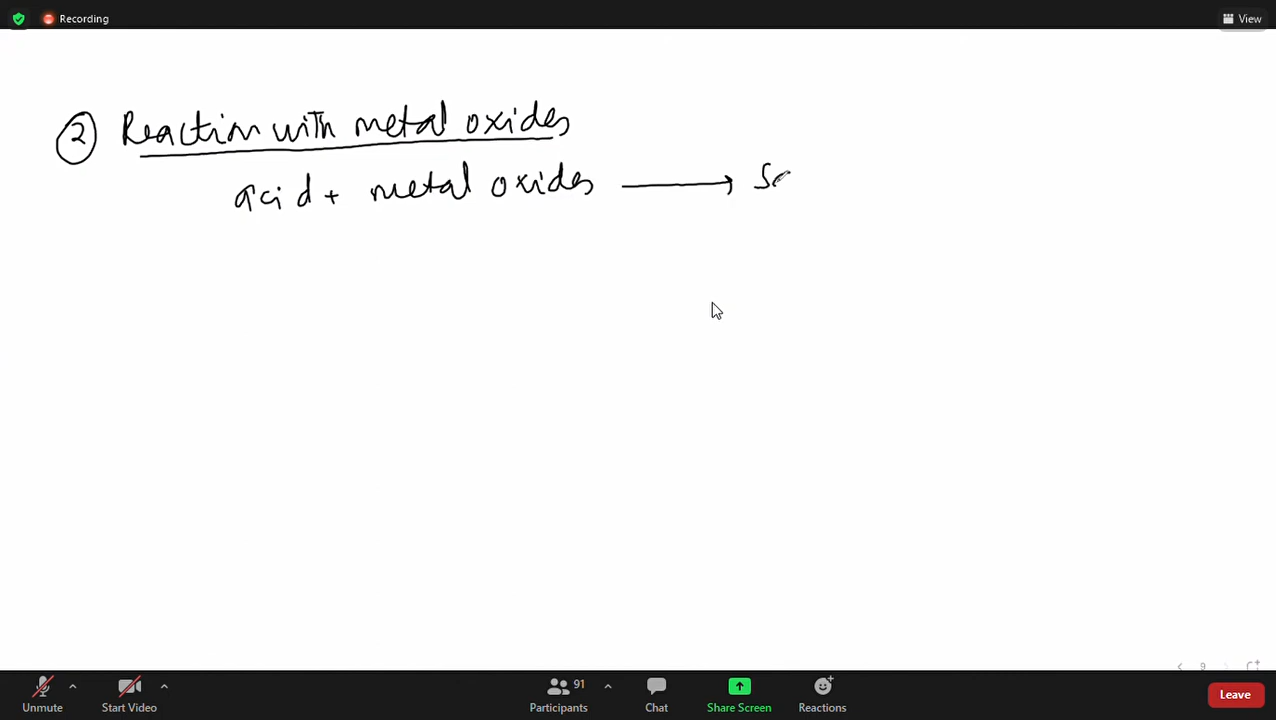 Recording
View
② Reaction with metal oxides
acid + metal oxides ⟶
9
Unmute
Start Video
91
Participants
Chat
Share Screen
Reactions
Leave